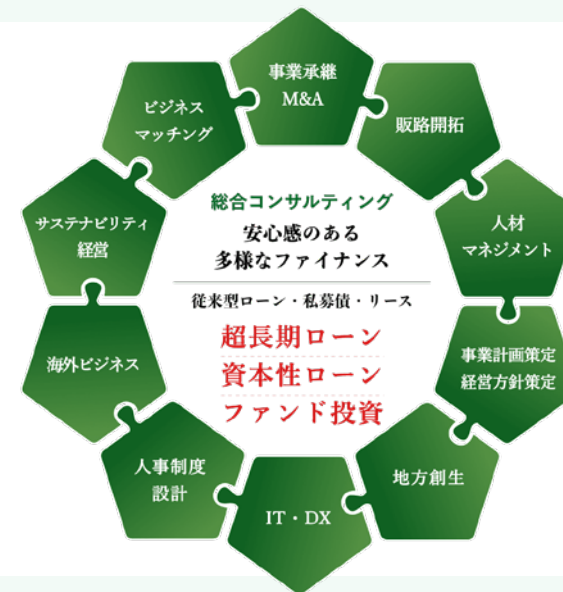 事業承継
M&A
販路開拓
人材
マネジメント
事業計画策定
経営方針策定
地方創生
IT・DX
人事制度
設計
海外ビジネス
サステナビリティ
経営
ビジネス
マッチング
総合コンサルティング
安心感のある
多様なファイナンス
従来型ローン・私募債・リース
超長期ローン
資本性ローン
ファンド投資